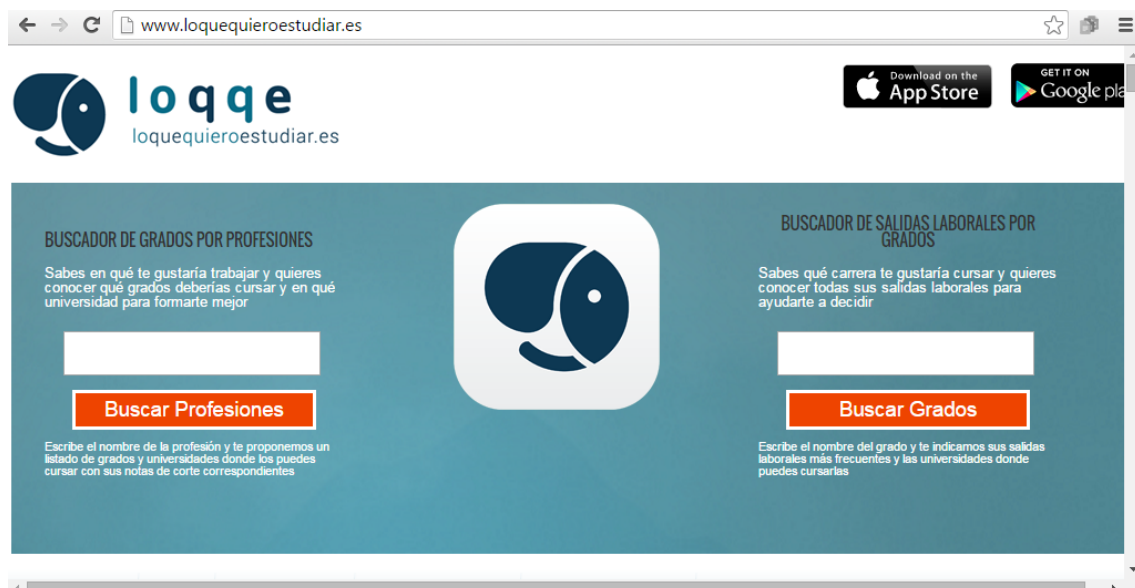 www.loquequieroestudiar.es
loqqe
loquequieroestudiar.es
Download on the
App Store
GET IT ON
Google pla
BUSCADOR DE GRADOS POR PROFESIONES
Sabes en qué te gustaría trabajar y quieres
conocer qué grados deberías cursar y en qué
universidad para formarte mejor
Buscar Profesiones
Escribe el nombre de la profesión y te proponemos un
listado de grados y universidades donde los puedes
cursar con sus notas de corte correspondientes
BUSCADOR DE SALIDAS LABORALES POR
GRADOS
Sabes qué carrera te gustaría cursar y quieres
conocer todas sus salidas laborales para
ayudarte a decidir
Buscar Grados
Escribe el nombre del grado y te indicamos sus salidas
laborales más frecuentes y las universidades donde
puedes cursarlas